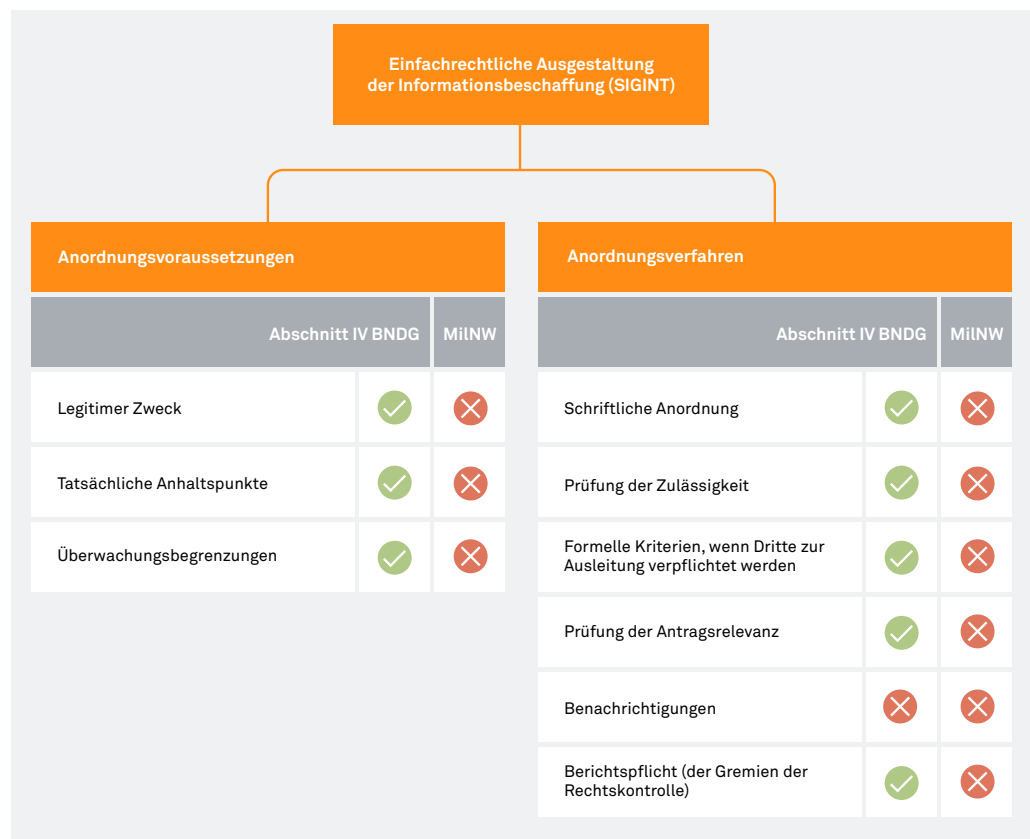 Einfachrechtliche Ausgestaltung
der Informationsbeschaffung (SIGINT)
Anordnungsvoraussetzungen
Abschnitt IV BNDG MilNW
Legitimer Zweck
Tatsächliche Anhaltspunkte
Überwachungsbegrenzungen
Anordnungsverfahren
Abschnitt IV BNDG MilNW
Schriftliche Anordnung
Prüfung der Zulässigkeit
Formelle Kriterien, wenn Dritte zur
Ausleitung verpflichtet werden
Prüfung der Antragsrelevanz
Benachrichtigungen
Berichtspflicht (der Gremien der
Rechtskontrolle)